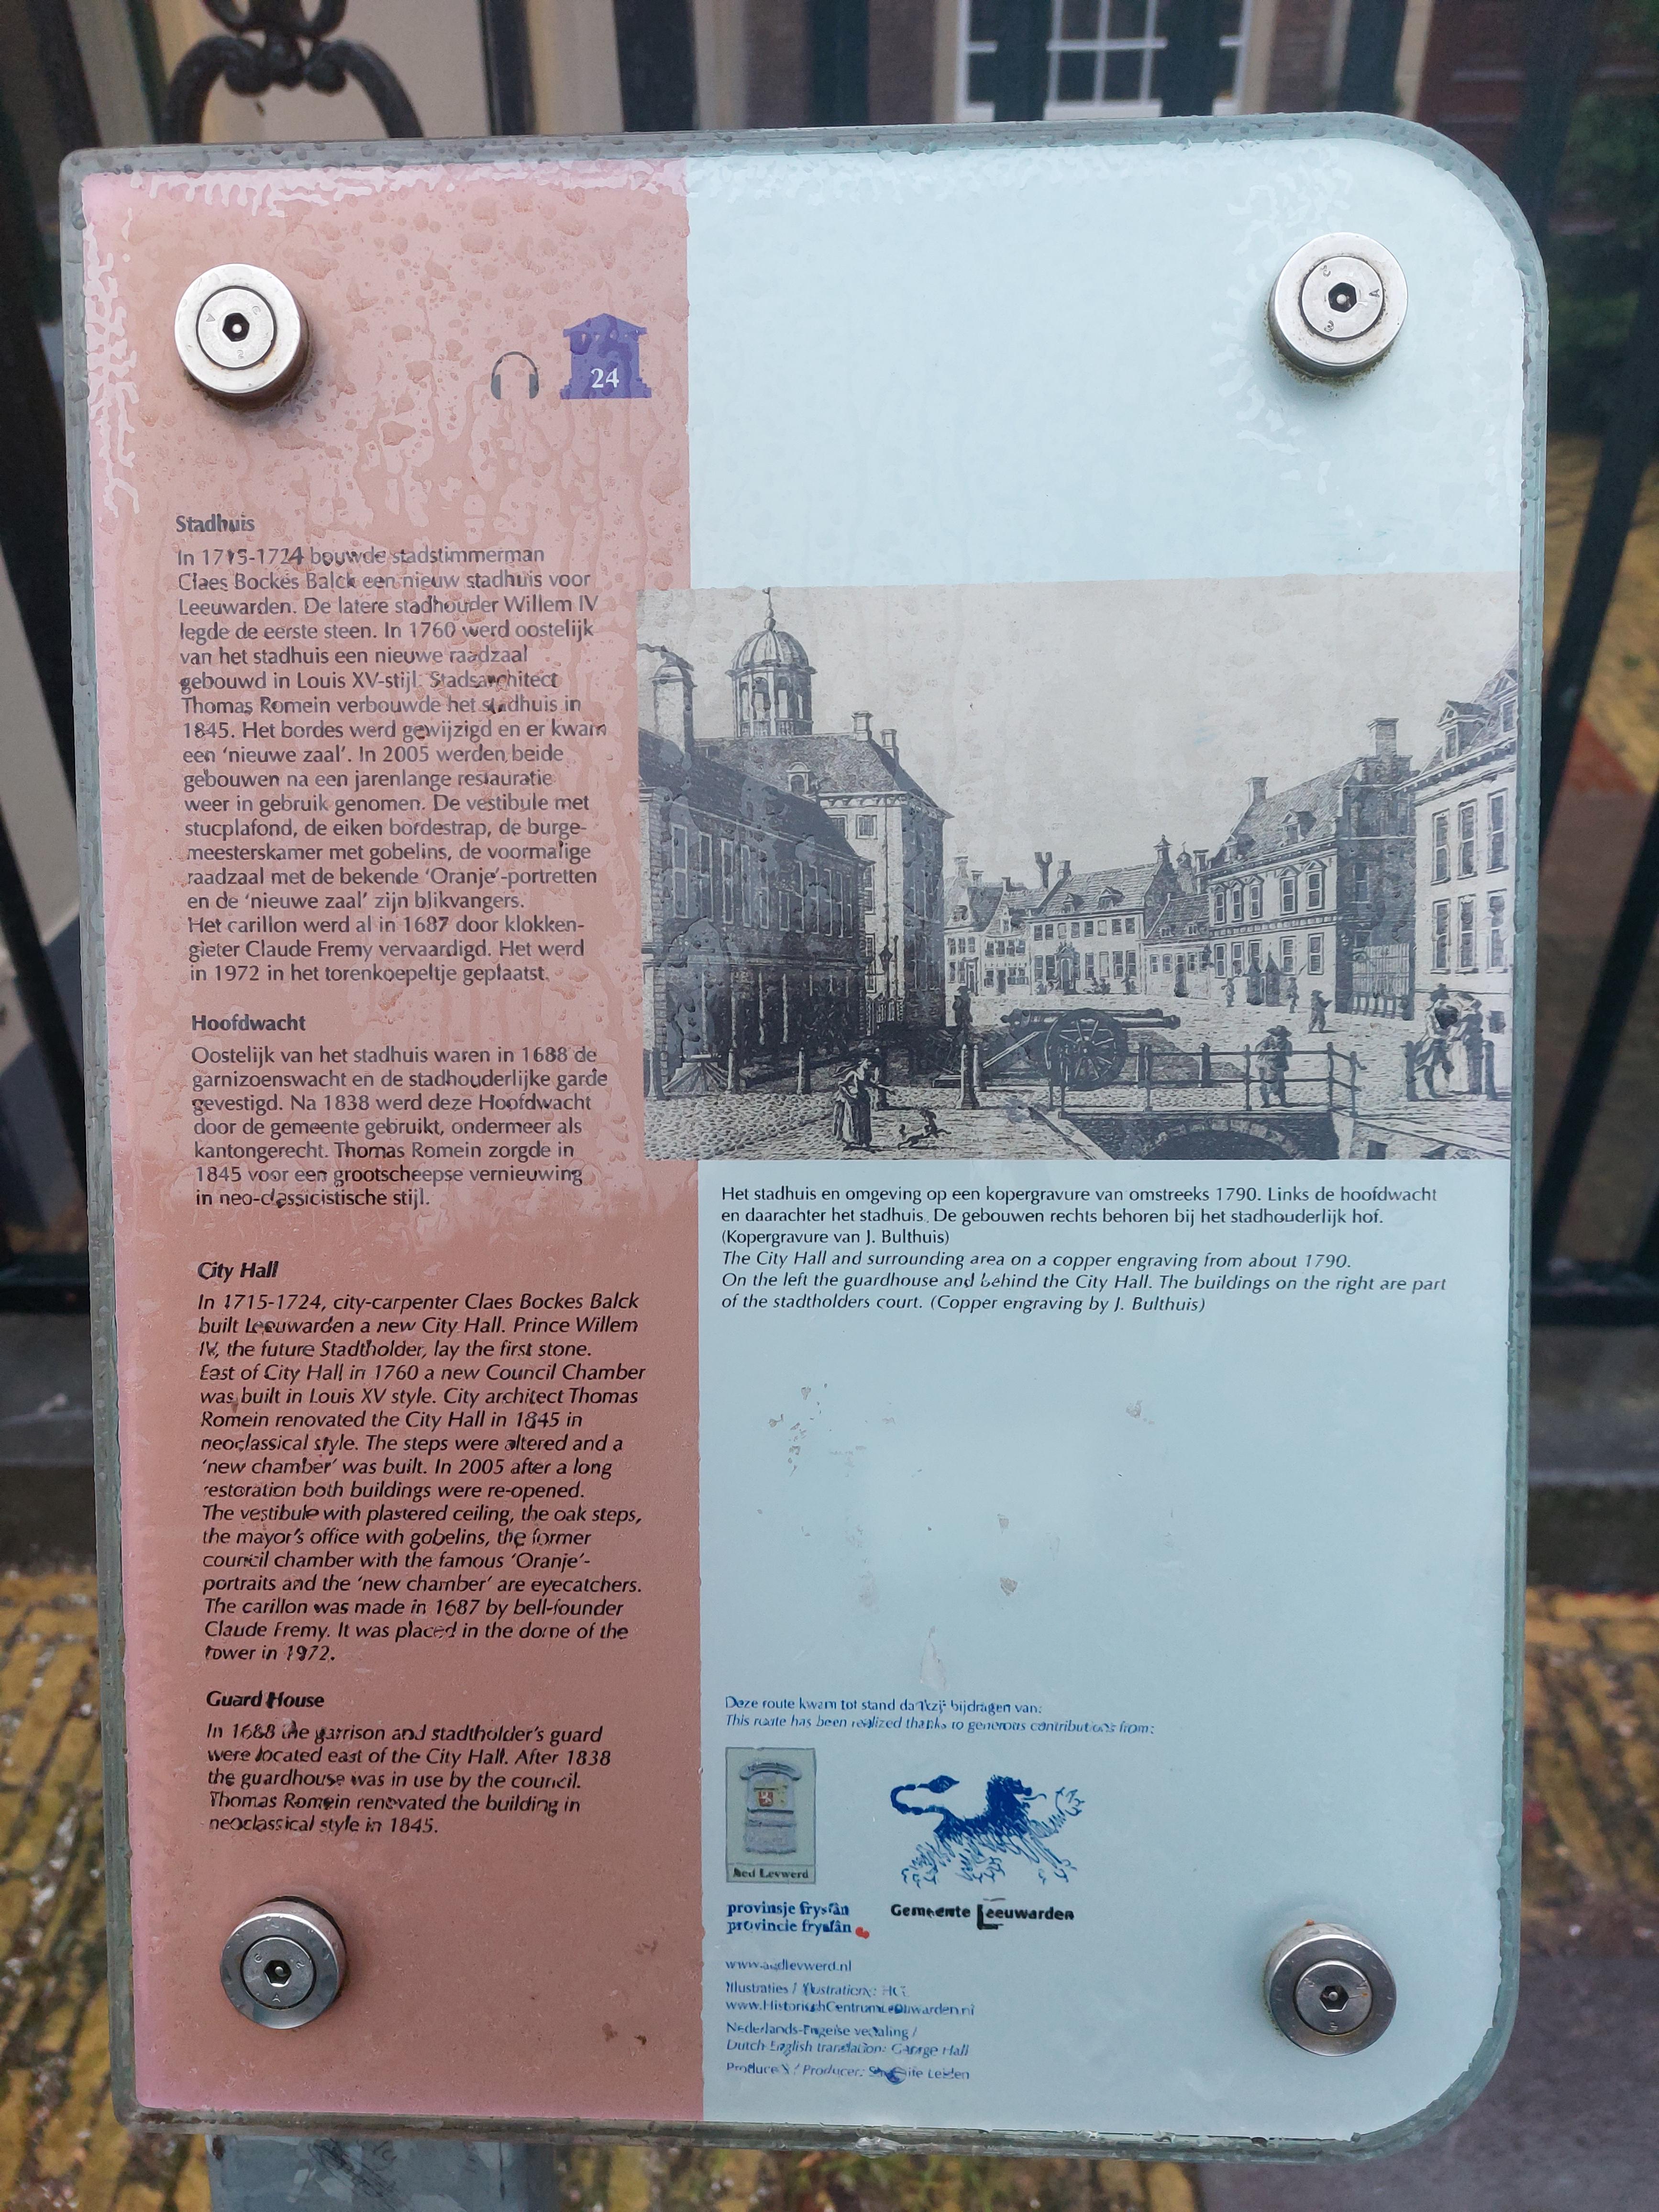 24
Stadhuis
In 1715-1724 bouwde stadstimmerman
Claes Bockes Balck een nieuw stadhuis voor
Leeuwarden. De latere stadhouder Willem IV
legde de eerste steen. In 1760 werd oostelijk
van het stadhuis een nieuwe raadzaal
gebouwd in Louis XV-stijl. Stadsarchitect
Thomas Romein verbouwde het stadhuis in
1845. Het bordes werd gewijzigd en er kwam
een ‘nieuwe zaal’. In 2005 werden beide
gebouwen na een jarenlange restauratie
weer in gebruik genomen. De vestibule met
stucplafond, de eiken bordestrap, de burge-
meesterskamer met gobelins, de voormalige
raadzaal met de bekende ‘Oranje’-portretten
en de ‘nieuwe zaal’ zijn blikvangers.
Het carillon werd al in 1687 door klokken-
gieter Claude Fremy vervaardigd. Het werd
in 1972 in het torenkoepeltje geplaatst.
Hoofdwacht
Oostelijk van het stadhuis waren in 1688 de
garnizoenswacht en de stadhouderlijke garde
gevestigd. Na 1838 werd deze Hoofdwacht
door de gemeente gebruikt, ondermeer als
kantongerecht. Thomas Romein zorgde in
1845 voor een grootscheepse vernieuwing
in neo-classicistische stijl.
City Hall
In 1715-1724, city-carpenter Claes Bockes Balck
built Leeuwarden a new City Hall. Prince Willem
IV, the future Stadtholder, lay the first stone.
East of City Hall in 1760 a new Council Chamber
was built in Louis XV style. City architect Thomas
Romein renovated the City Hall in 1845 in
neoclassical style. The steps were altered and a
‘new chamber’ was built. In 2005 after a long
restoration both buildings were re-opened.
The vestibule with plastered ceiling, the oak steps,
the mayor’s office with gobelins, the former
council chamber with the famous ‘Oranje’-
portraits and the ‘new chamber’ are eyecatchers.
The carillon was made in 1687 by bell-founder
Claude Fremy. It was placed in the dome of the
tower in 1972.
Guard House
In 1688 the garrison and stadtholder’s guard
were located east of the City Hall. After 1838
the guardhouse was in use by the council.
Thomas Romein renovated the building in
neoclassical style in 1845.
Het stadhuis en omgeving op een kopergravure van omstreeks 1790. Links de hoofdwacht
en daarachter het stadhuis. De gebouwen rechts behoren bij het stadhouderlijk hof.
(Kopergravure van J. Bulthuis)
The City Hall and surrounding area on a copper engraving from about 1790.
On the left the guardhouse and behind the City Hall. The buildings on the right are part
of the stadtholders court. (Copper engraving by J. Bulthuis)
Deze route kwam tot stand dankzij bijdragen van:
This route has been realized thanks to generous contributions from:
Aed Levwerd
provinsje fryslân
provincie fryslân
Gemeente Leeuwarden
www.aedlevwerd.nl
Illustraties / Illustrations: HCL
www.HistorischCentrumLeeuwarden.nl
Nederlands-Engelse vertaling /
Dutch-English translation: George Hall
Producer: Leiden